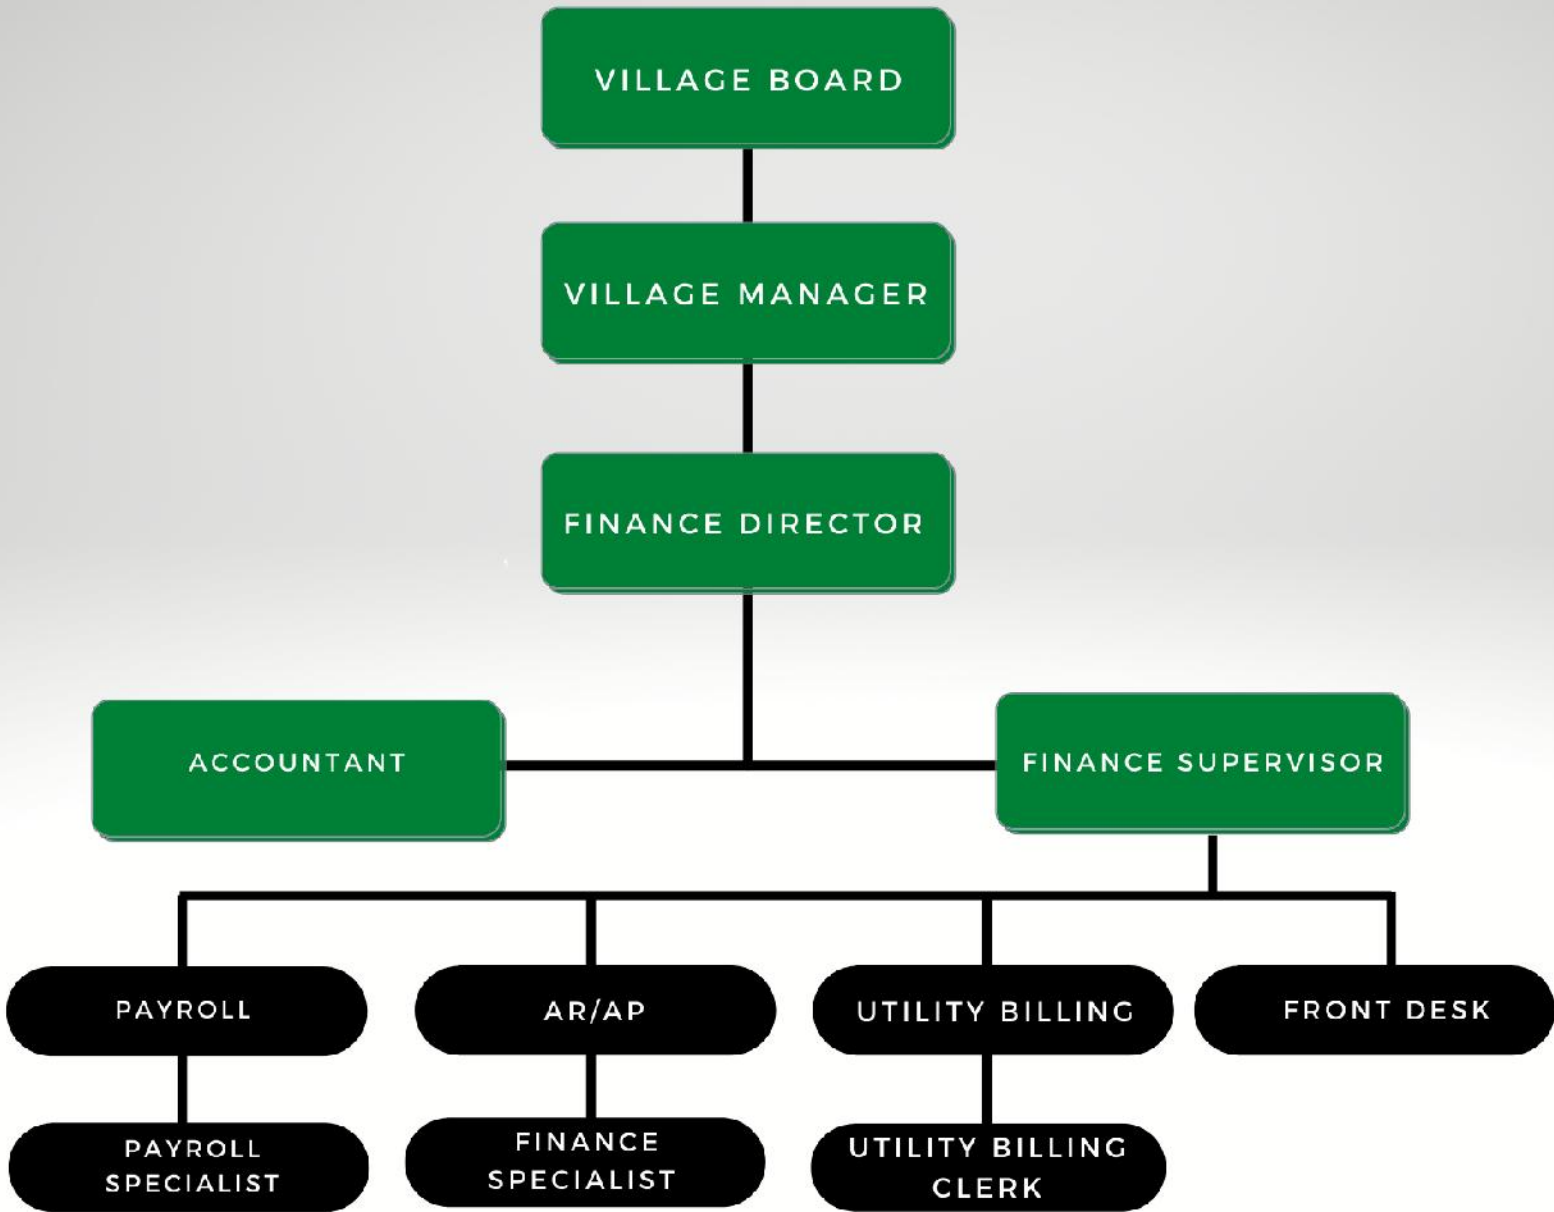 VILLAGE BOARD
VILLAGE MANAGER
FINANCE DIRECTOR
ACCOUNTANT
FINANCE SUPERVISOR
PAYROLL
AR/AP
UTILITY BILLING
FRONT DESK
PAYROLL
SPECIALIST
FINANCE
SPECIALIST
UTILITY BILLING
CLERK